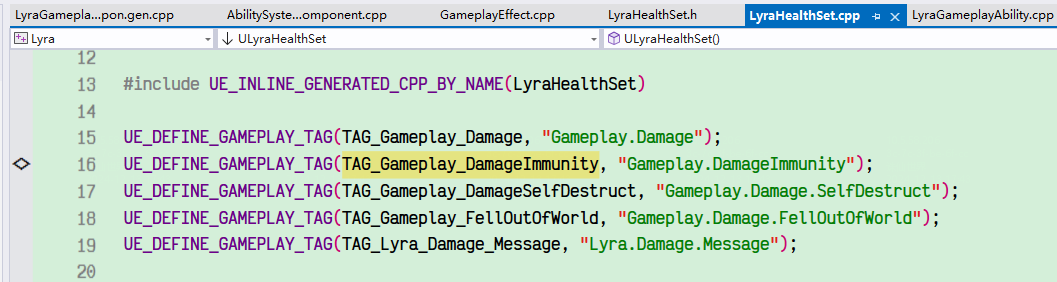 LyraGamepla...pon.gen.cpp AbilitySyste...omponent.cpp GameplayEffect.cpp LyraHealthSet.h LyraHealthSet.cpp LyraGameplayAbility.cpp
Lyra ULyraHealthSet ULyraHealthSet()
12
13 #include UE_INLINE_GENERATED_CPP_BY_NAME(LyraHealthSet)
14
15 UE_DEFINE_GAMEPLAY_TAG(TAG_Gameplay_Damage, "Gameplay.Damage");
16 UE_DEFINE_GAMEPLAY_TAG(TAG_Gameplay_DamageImmunity, "Gameplay.DamageImmunity");
17 UE_DEFINE_GAMEPLAY_TAG(TAG_Gameplay_DamageSelfDestruct, "Gameplay.Damage.SelfDestruct");
18 UE_DEFINE_GAMEPLAY_TAG(TAG_Gameplay_FellOutOfWorld, "Gameplay.Damage.FellOutOfWorld");
19 UE_DEFINE_GAMEPLAY_TAG(TAG_Lyra_Damage_Message, "Lyra.Damage.Message");
20